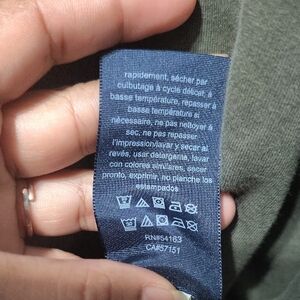 rapidement, sécher par
culbutage à cycle délicat, à
basse température, repasser à
basse température si
nécessaire, ne pas nettoyer à
sec, ne pas repasser
l'impression/lavar y secar al
revés, usar detergente, lavar
con colores similares, secar
pronto, exprimir, no planche los
estampados
RN#54163
CA#57151